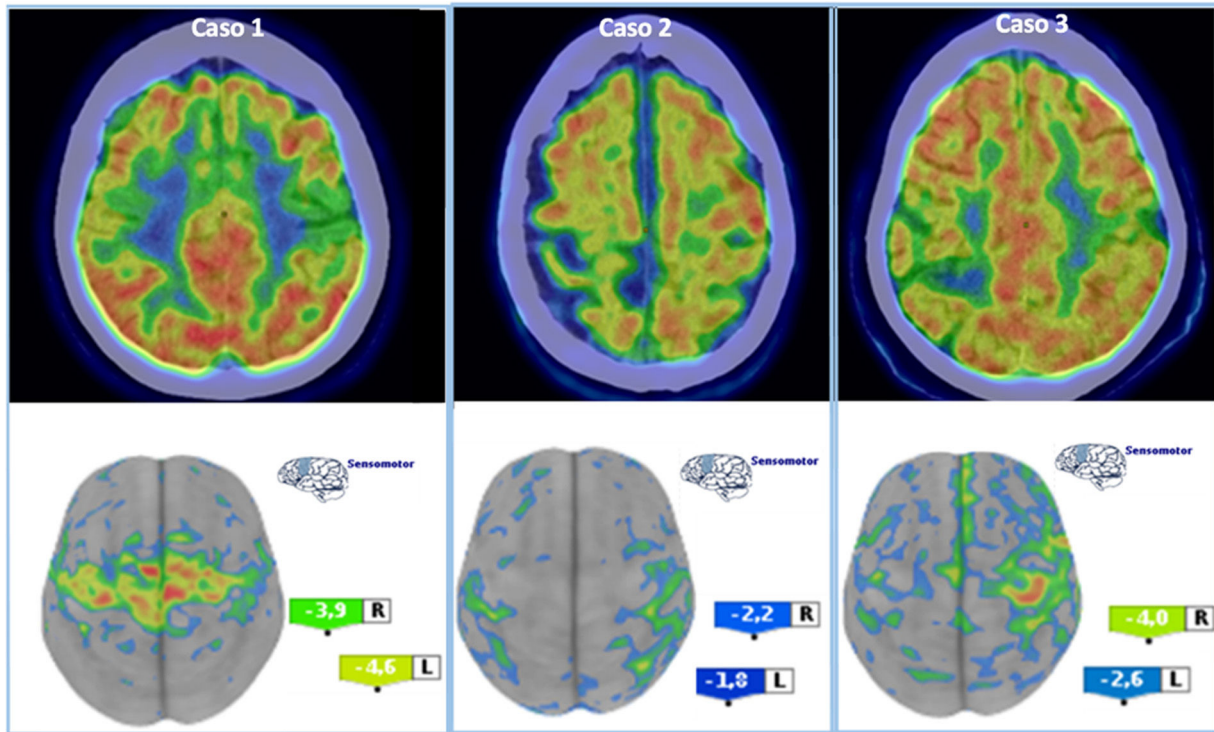 Caso 1
Caso 2
Caso 3
Sensomotor
-3,9 R
-4,6 L
Sensomotor
-2,2 R
-1,8 L
Sensomotor
-4,0 R
-2,6 L